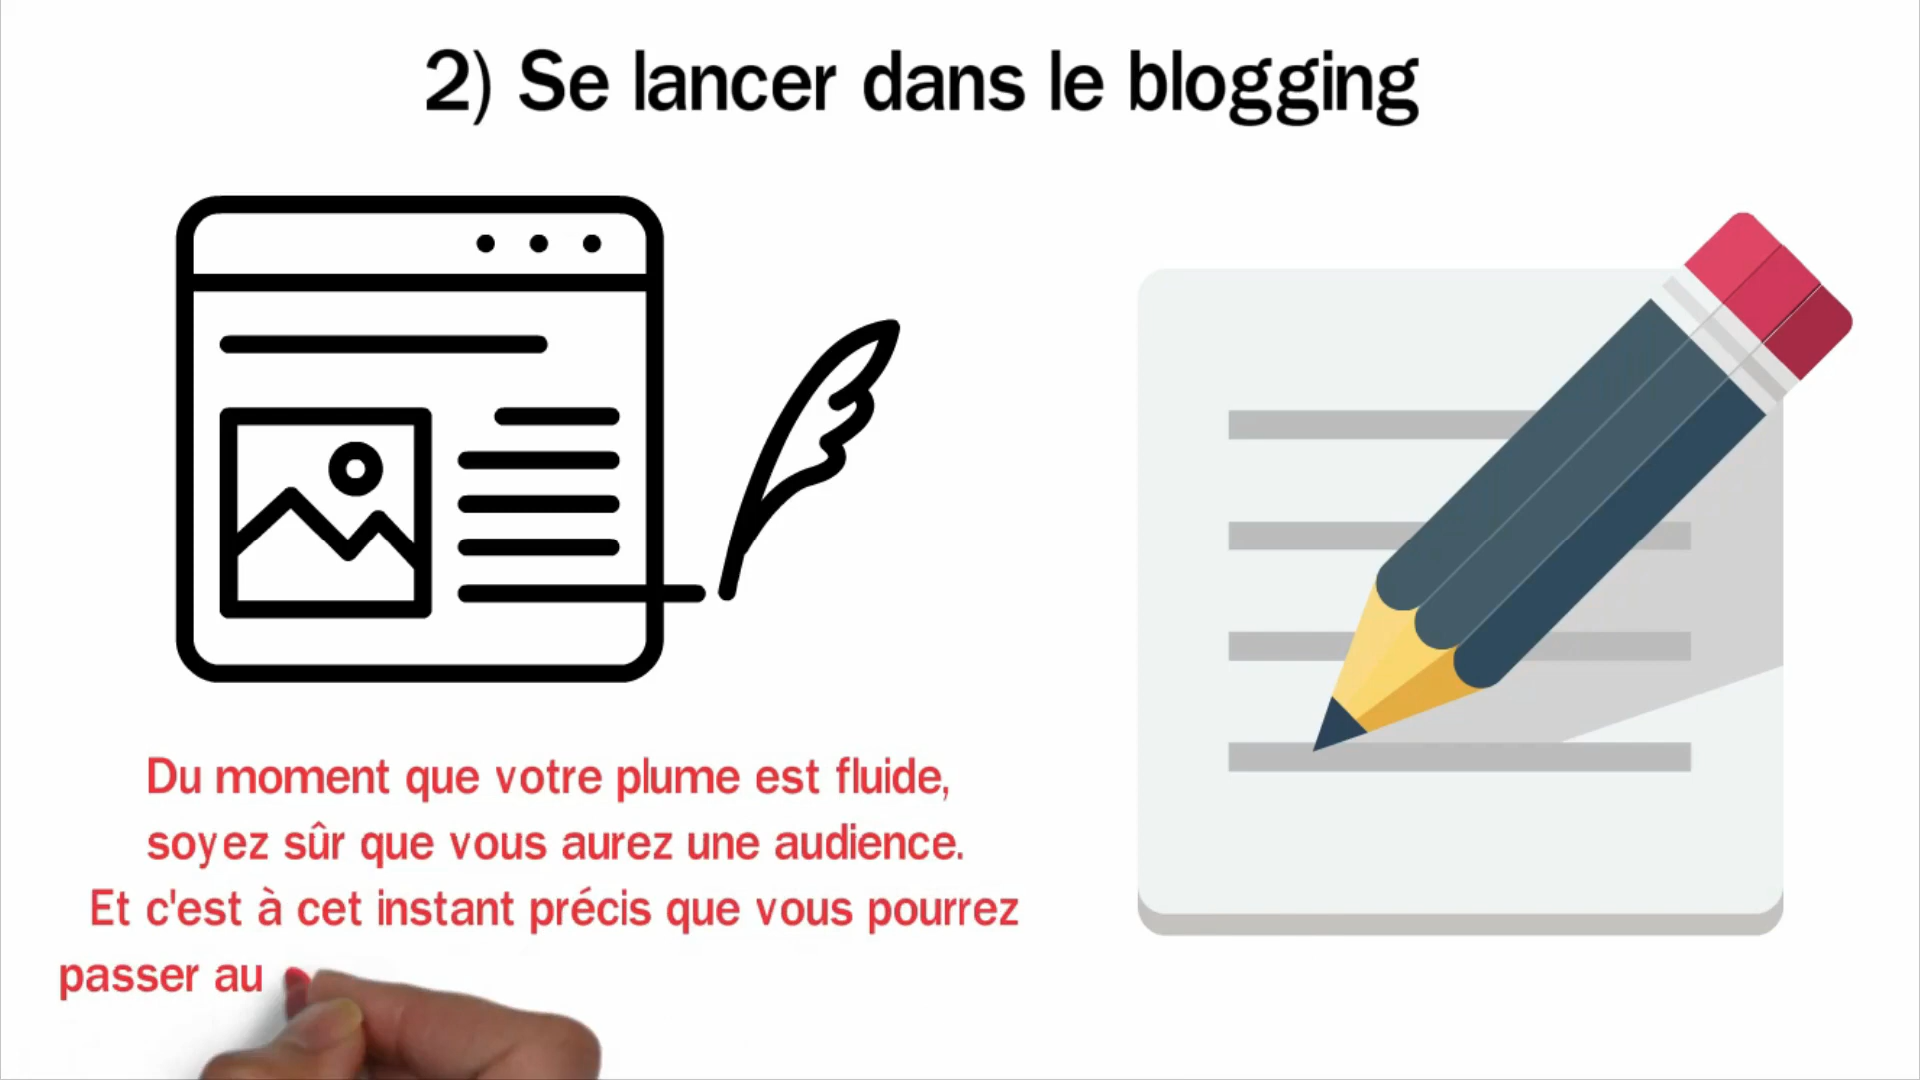 2) Se lancer dans le blogging
Du moment que votre plume est fluide,
soyez sûr que vous aurez une audience.
Et c'est à cet instant précis que vous pourrez
passer au